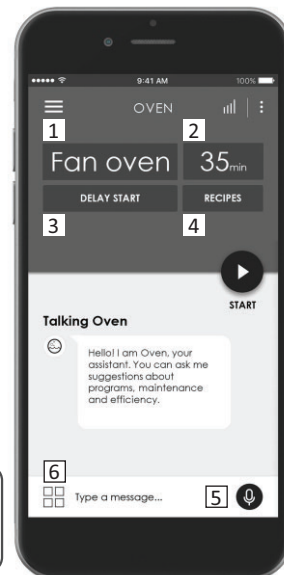 9:41 AM
100%
OVEN
1
2
Fan oven
35min
DELAY START
RECIPES
3
4
START
Talking Oven
Hello! I am Oven, your
assistant. You can ask me
suggestions about
programs, maintenance
and efficiency.
6
Type a message...
5